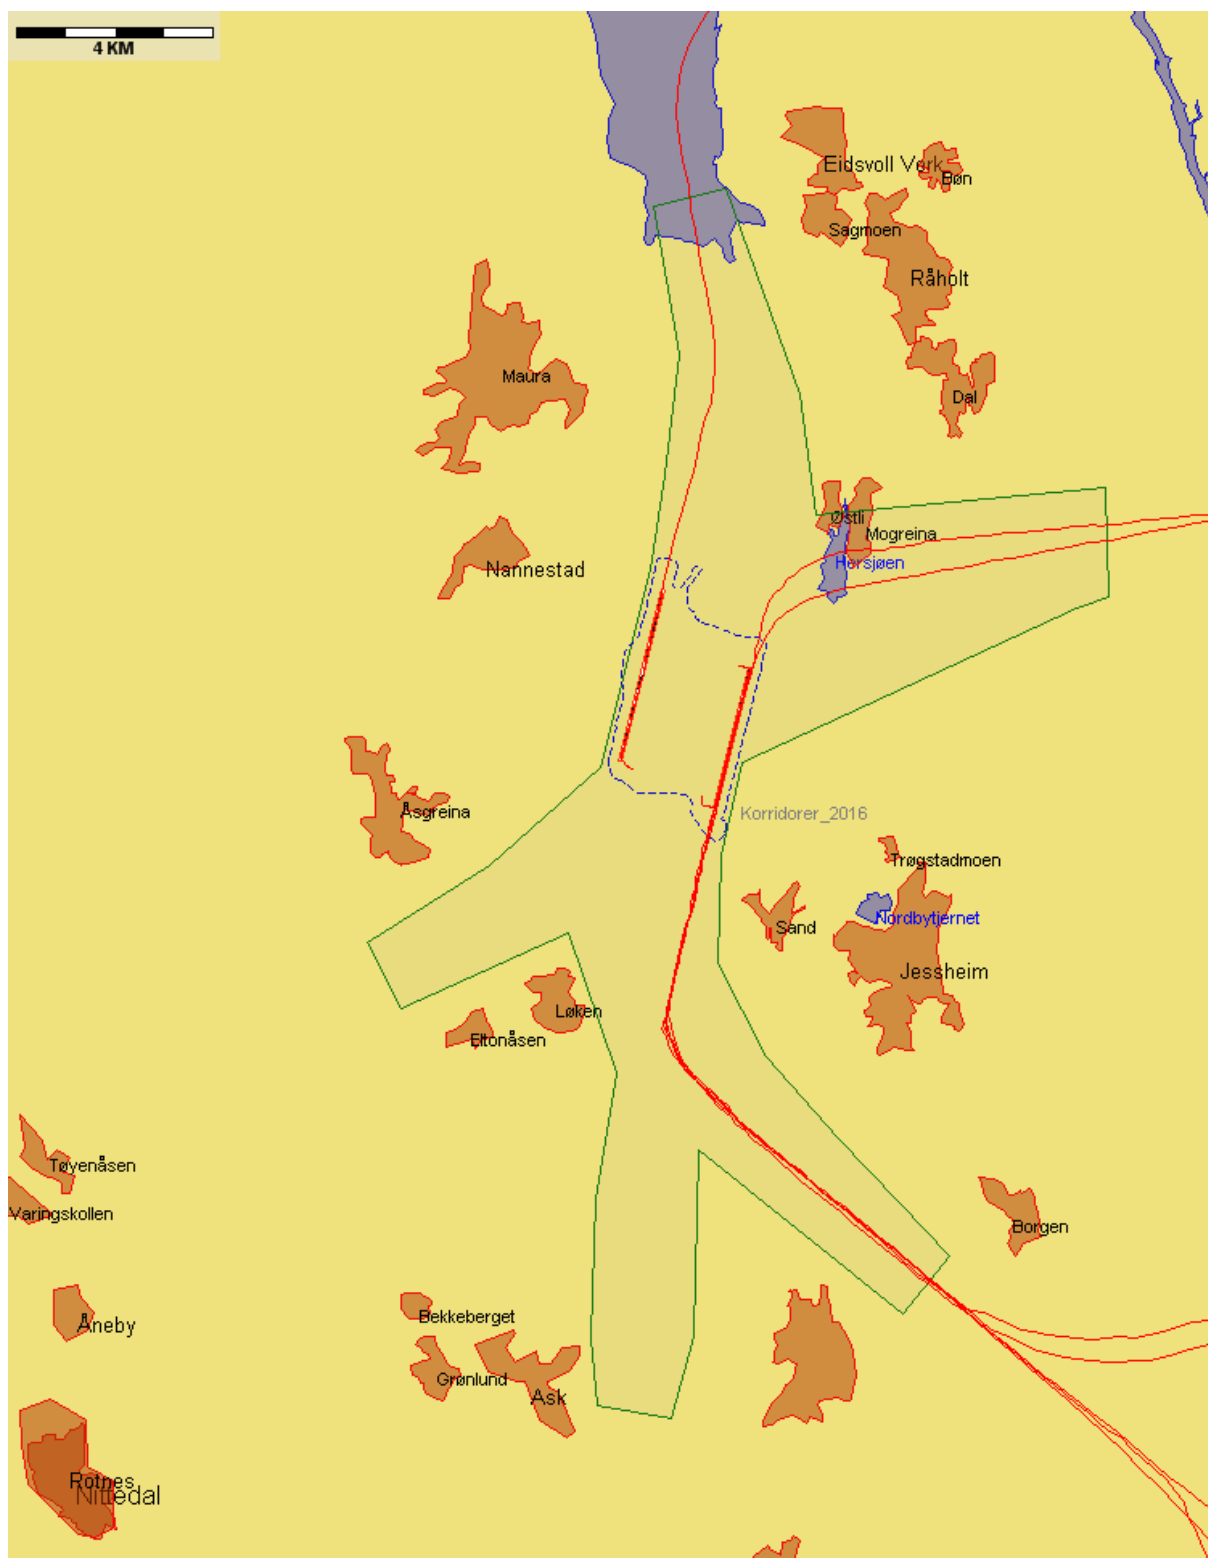 4 KM
Eidsvoll Verk
Bøn
Sagmoen
Råholt
Maura
Dal
Østli
Mogreina
Hersjøen
Nannestad
Åsgreina
Korridorer_2016
Trøgstadmoen
Nordbytjernet
Sand
Jessheim
Løken
Eltonåsen
Tøyenåsen
Varingskollen
Borgen
Åneby
Bekkeberget
Grønlund
Ask
Rotnes
Nittedal